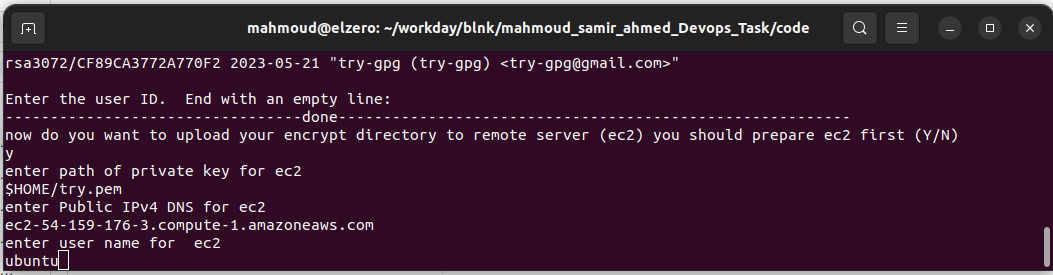 mahmoud@elzero: ~/workday/blnk/mahmoud_samir_ahmed_Devops_Task/code
rsa3072/CF89CA3772A770F2 2023-05-21 "try-gpg (try-gpg) <try-gpg@gmail.com>"
Enter the user ID.  End with an empty line:
----------------------------------done-----------------------------------------------------------
now do you want to upload your encrypt directory to remote server (ec2) you should prepare ec2 first (Y/N)
y
enter path of private key for ec2
$HOME/try.pem
enter Public IPv4 DNS for ec2
ec2-54-159-176-3.compute-1.amazoneaws.com
enter user name for  ec2
ubuntu